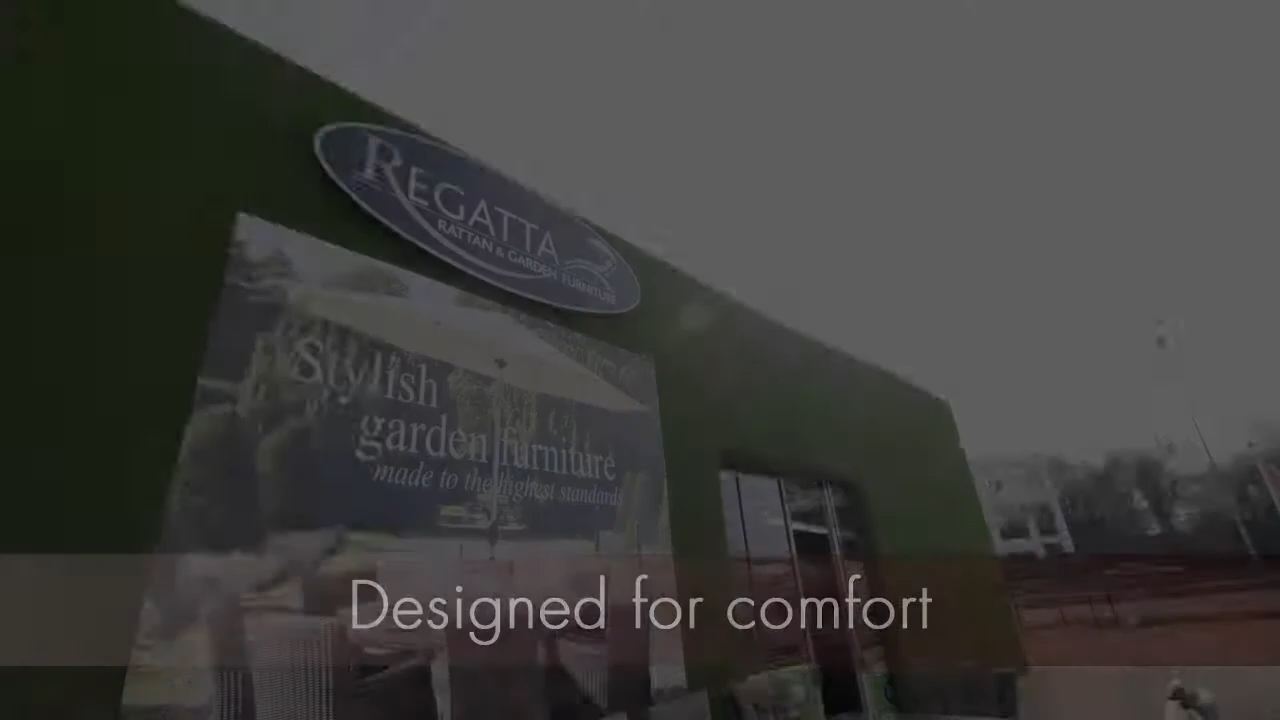 REGATTA
RATTAN & GARDEN FURNITURE
Stylish
garden furniture
made to the highest standards
Designed for comfort